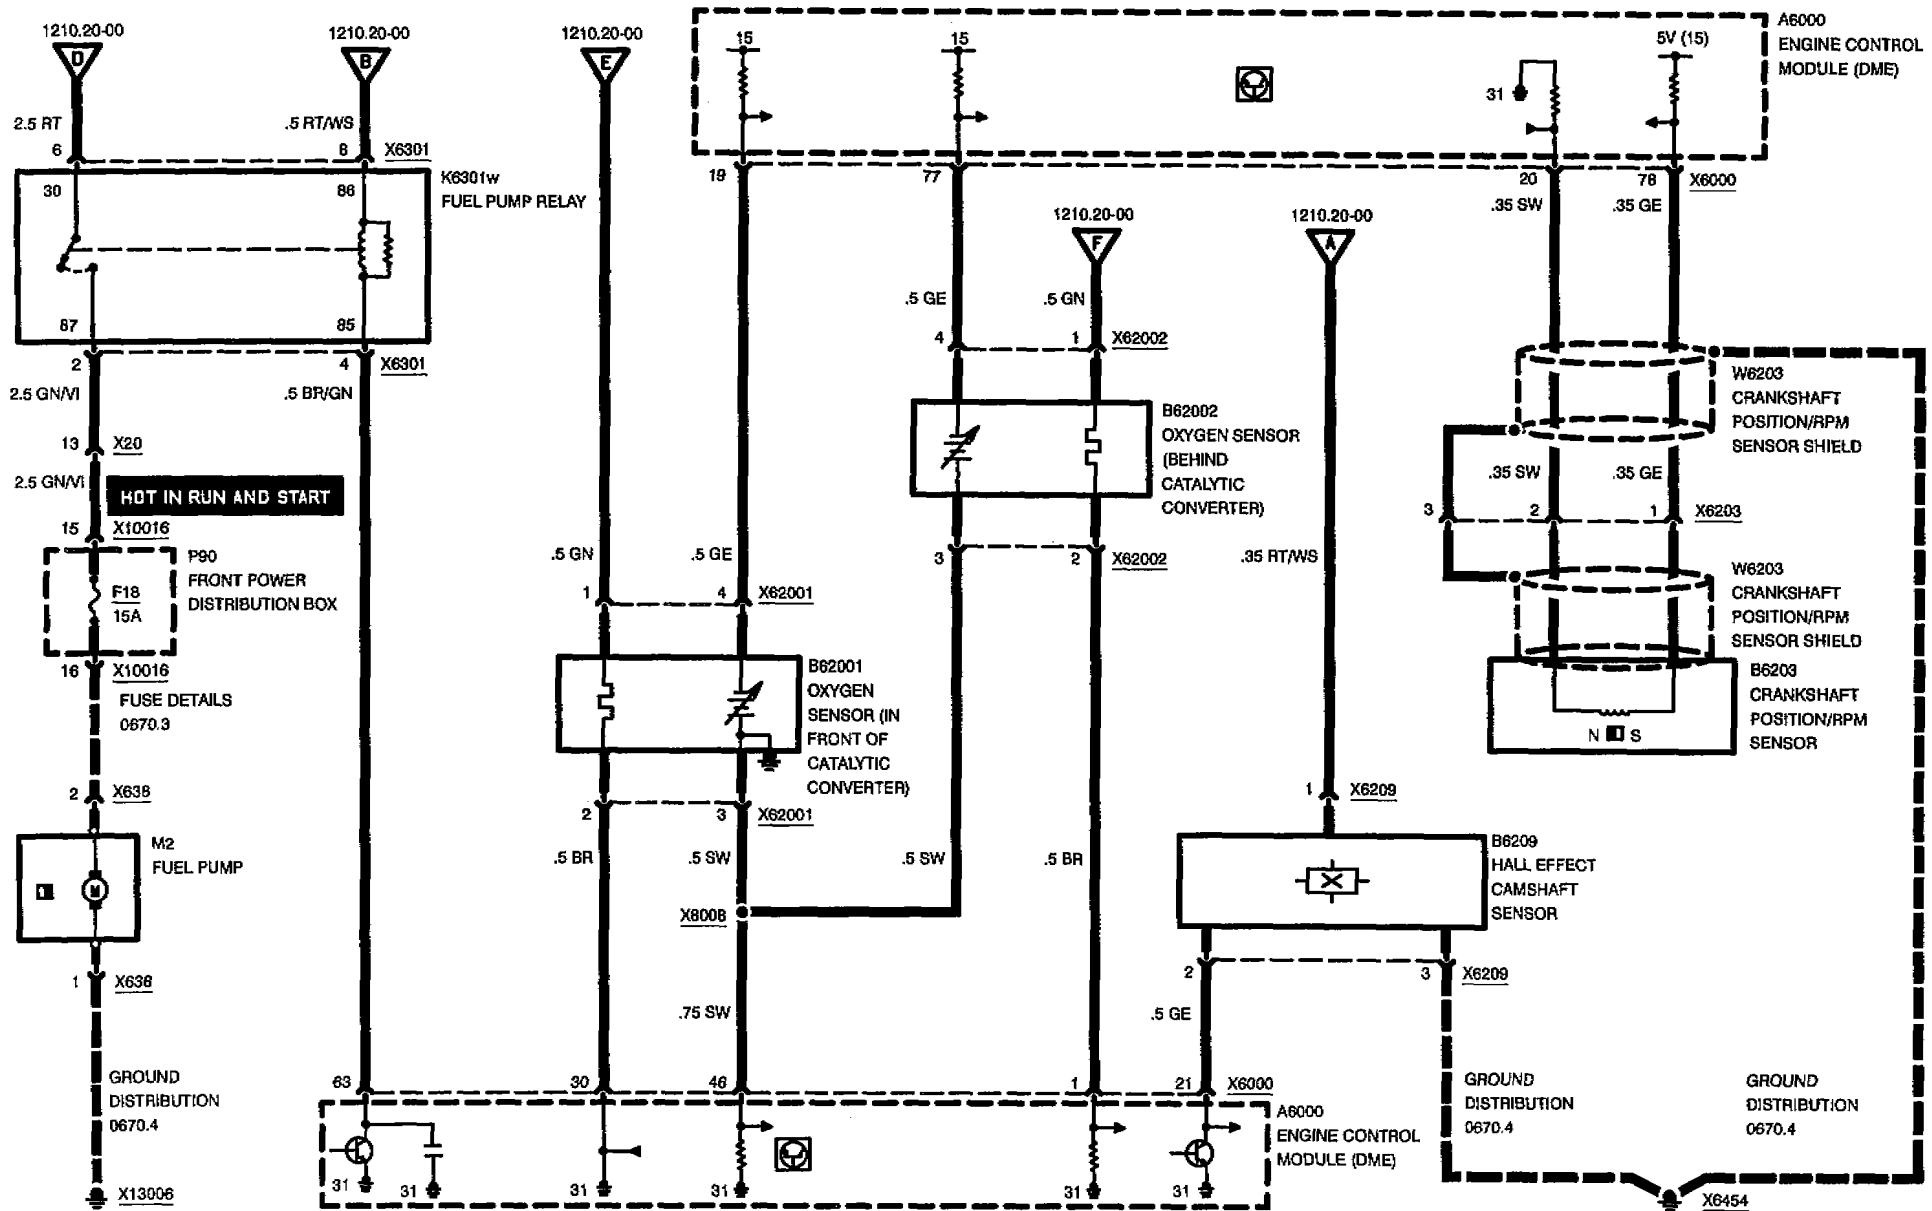 1210.20-00
D
1210.20-00
B
1210.20-00
E
2.5 RT
.5 RT/WS
6
8
X6301
30
86
K6301w
FUEL PUMP RELAY
87
85
2
4
X6301
2.5 GN/VI
.5 BR/GN
13
X20
2.5 GN/VI
HOT IN RUN AND START
15
X10016
P90
FRONT POWER
DISTRIBUTION BOX
F18
15A
16
X10016
FUSE DETAILS
0670.3
2
X638
M2
FUEL PUMP
1
M
1
X638
GROUND
DISTRIBUTION
0670.4
X13006
15
15
31
5V (15)
A6000
ENGINE CONTROL
MODULE (DME)
19
77
20
78
X6000
.35 SW
.35 GE
1210.20-00
F
1210.20-00
A
.5 GE
.5 GN
4
1
X62002
B62002
OXYGEN SENSOR
(BEHIND
CATALYTIC
CONVERTER)
3
2
X62002
W6203
CRANKSHAFT
POSITION/RPM
SENSOR SHIELD
.35 SW
.35 GE
3
2
1
X6203
W6203
CRANKSHAFT
POSITION/RPM
SENSOR SHIELD
B6203
CRANKSHAFT
POSITION/RPM
SENSOR
N
S
.5 GN
.5 GE
.35 RT/WS
1
4
X62001
B62001
OXYGEN
SENSOR (IN
FRONT OF
CATALYTIC
CONVERTER)
2
3
X62001
.5 BR
.5 SW
.5 SW
.5 BR
X8008
.75 SW
1
X6209
B6209
HALL EFFECT
CAMSHAFT
SENSOR
2
3
X6209
.5 GE
63
30
46
1
21
X6000
31
31
31
31
31
31
A6000
ENGINE CONTROL
MODULE (DME)
GROUND
DISTRIBUTION
0670.4
GROUND
DISTRIBUTION
0670.4
X6454